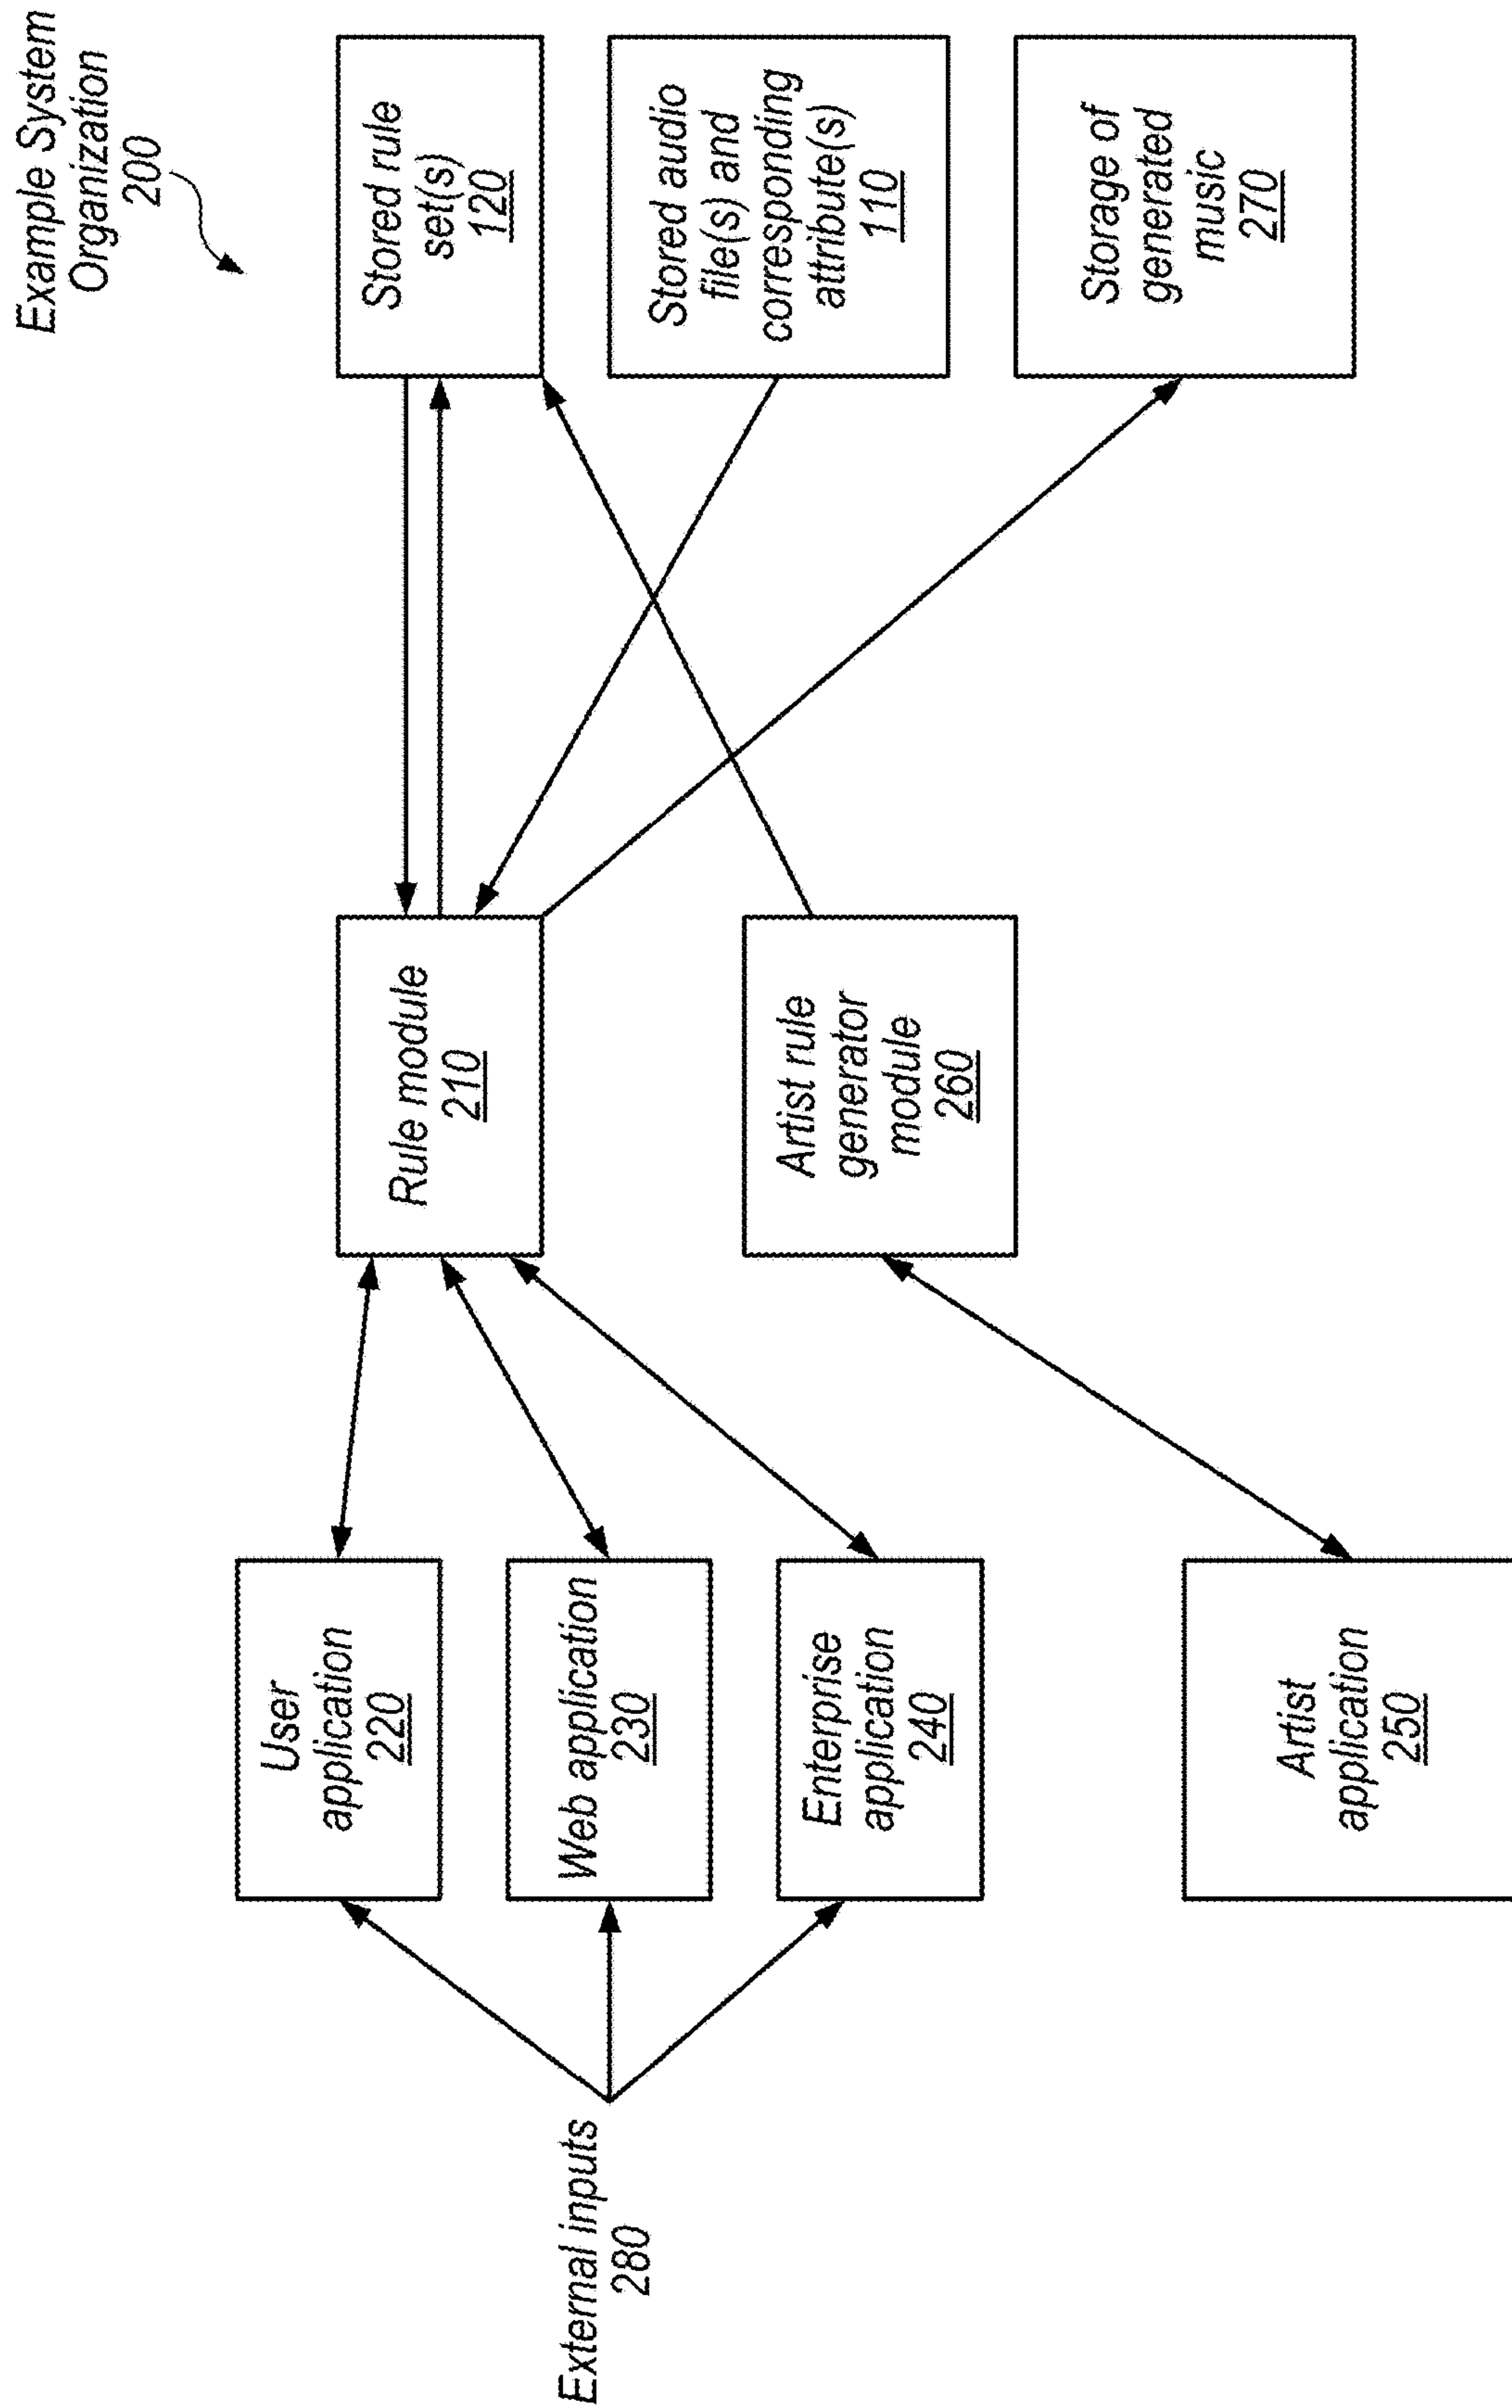 Example System
Organization
200
External inputs
280
User
application
220
Web application
230
Enterprise
application
240
Artist
application
250
Rule module
210
Artist rule
generator
module
260
Stored rule
set(s)
120
Stored audio
file(s) and
corresponding
attribute(s)
110
Storage of
generated
music
270